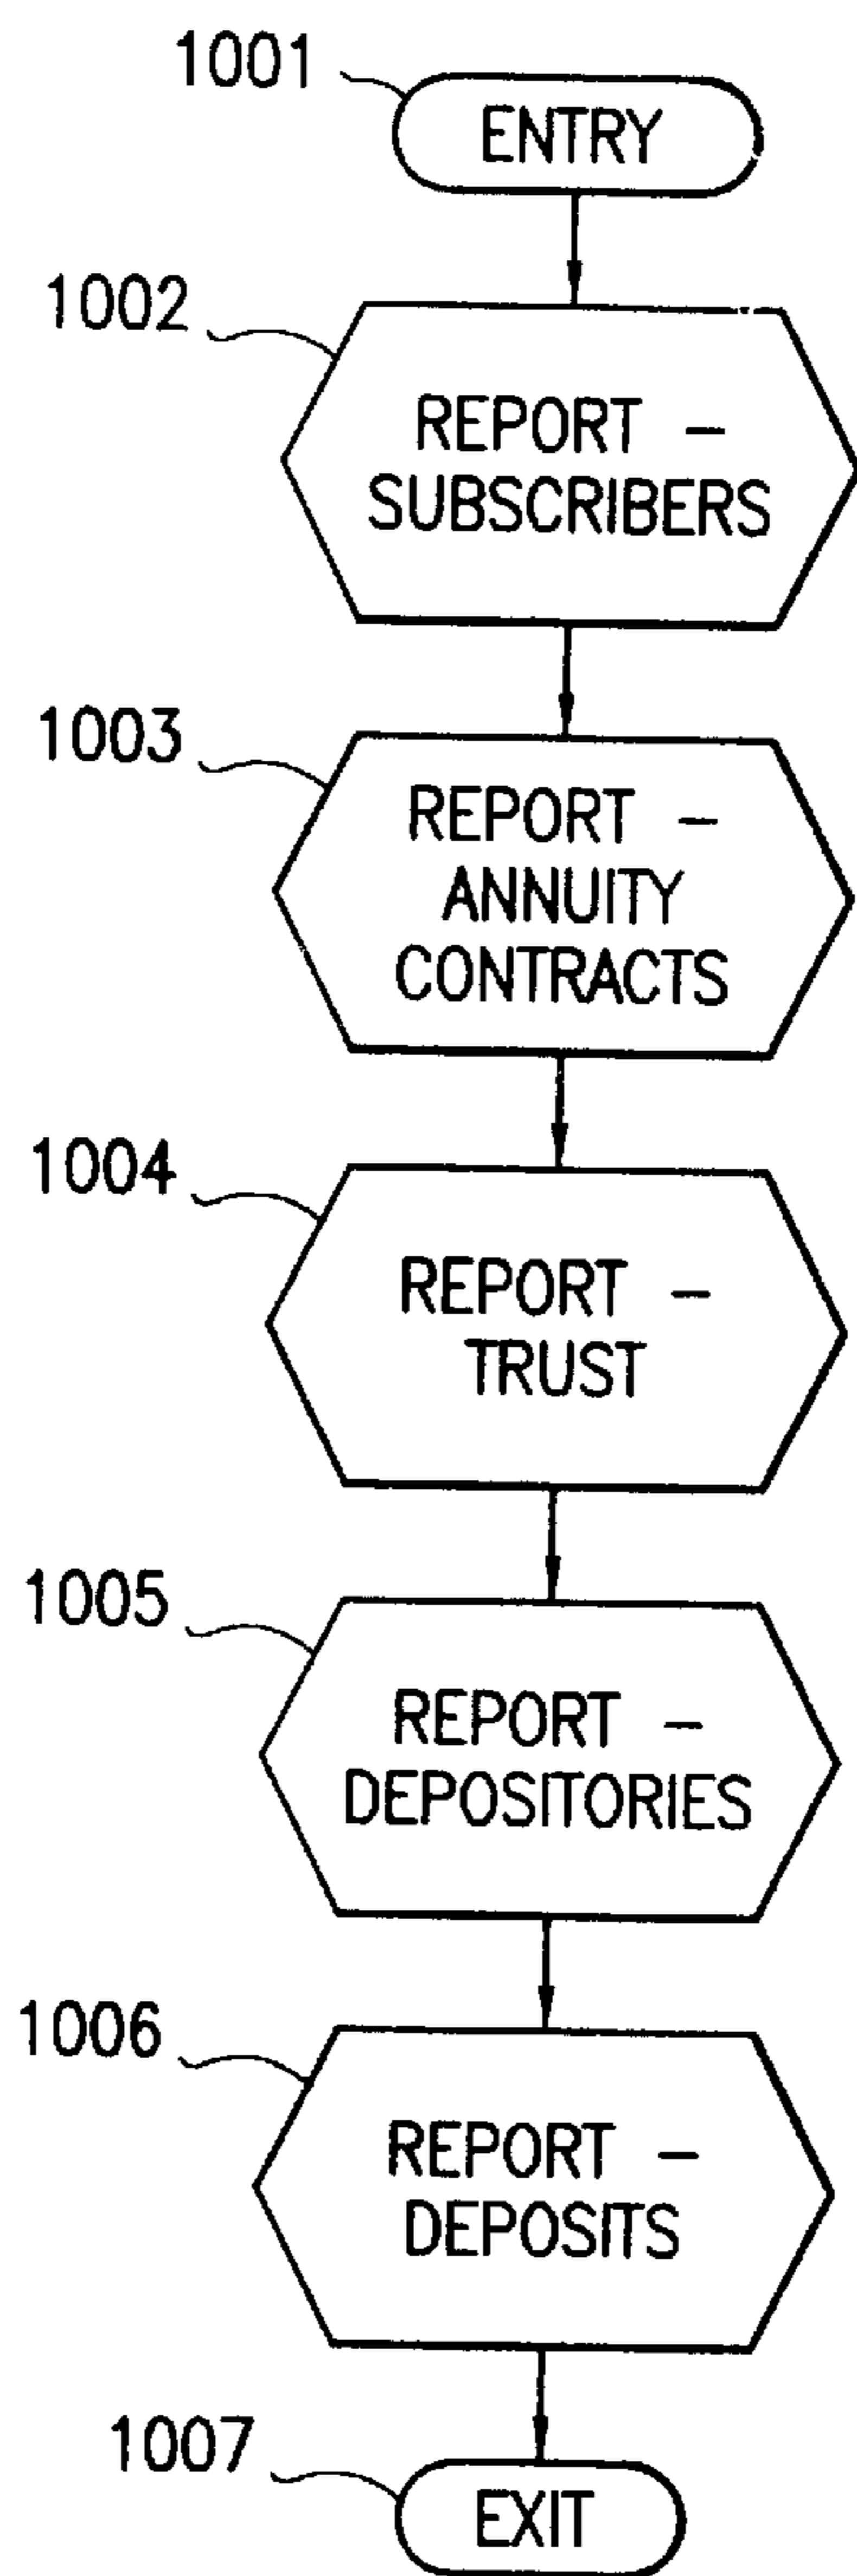 1001
ENTRY
1002
REPORT -
SUBSCRIBERS
1003
REPORT -
ANNUITY
CONTRACTS
1004
REPORT -
TRUST
1005
REPORT -
DEPOSITORIES
1006
REPORT -
DEPOSITS
1007
EXIT